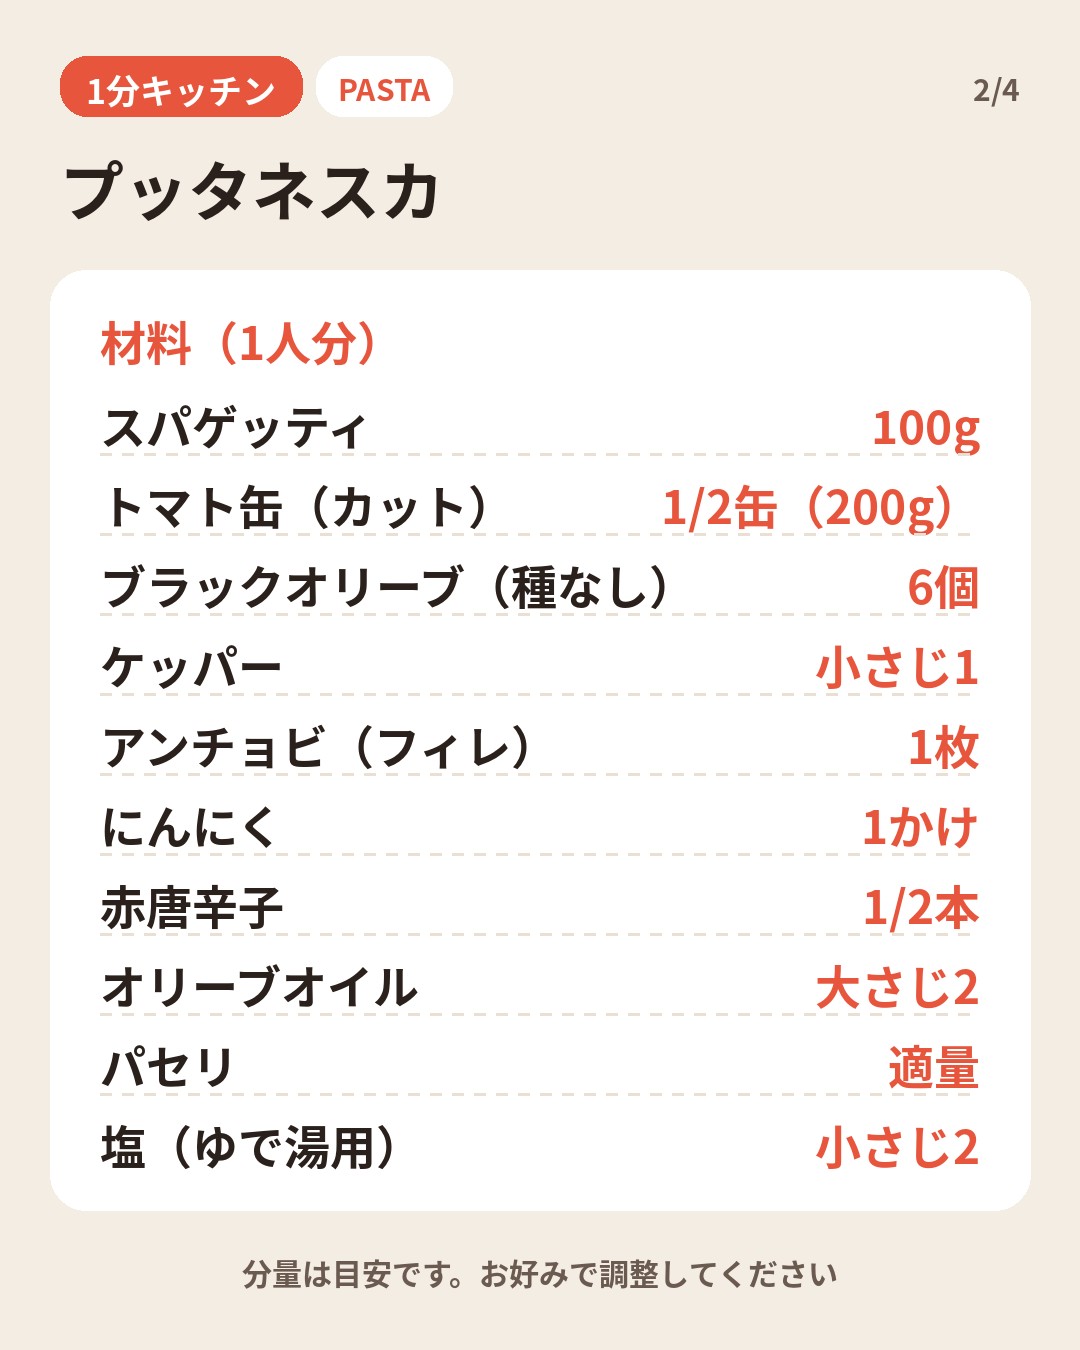 1分キッチン PASTA 2/4
プッタネスカ
材料（1人分）
スパゲッティ 100g
トマト缶（カット） 1/2缶（200g）
ブラックオリーブ（種なし） 6個
ケッパー 小さじ1
アンチョビ（フィレ） 1枚
にんにく 1かけ
赤唐辛子 1/2本
オリーブオイル 大さじ2
パセリ 適量
塩（ゆで湯用） 小さじ2
分量は目安です。お好みで調整してください